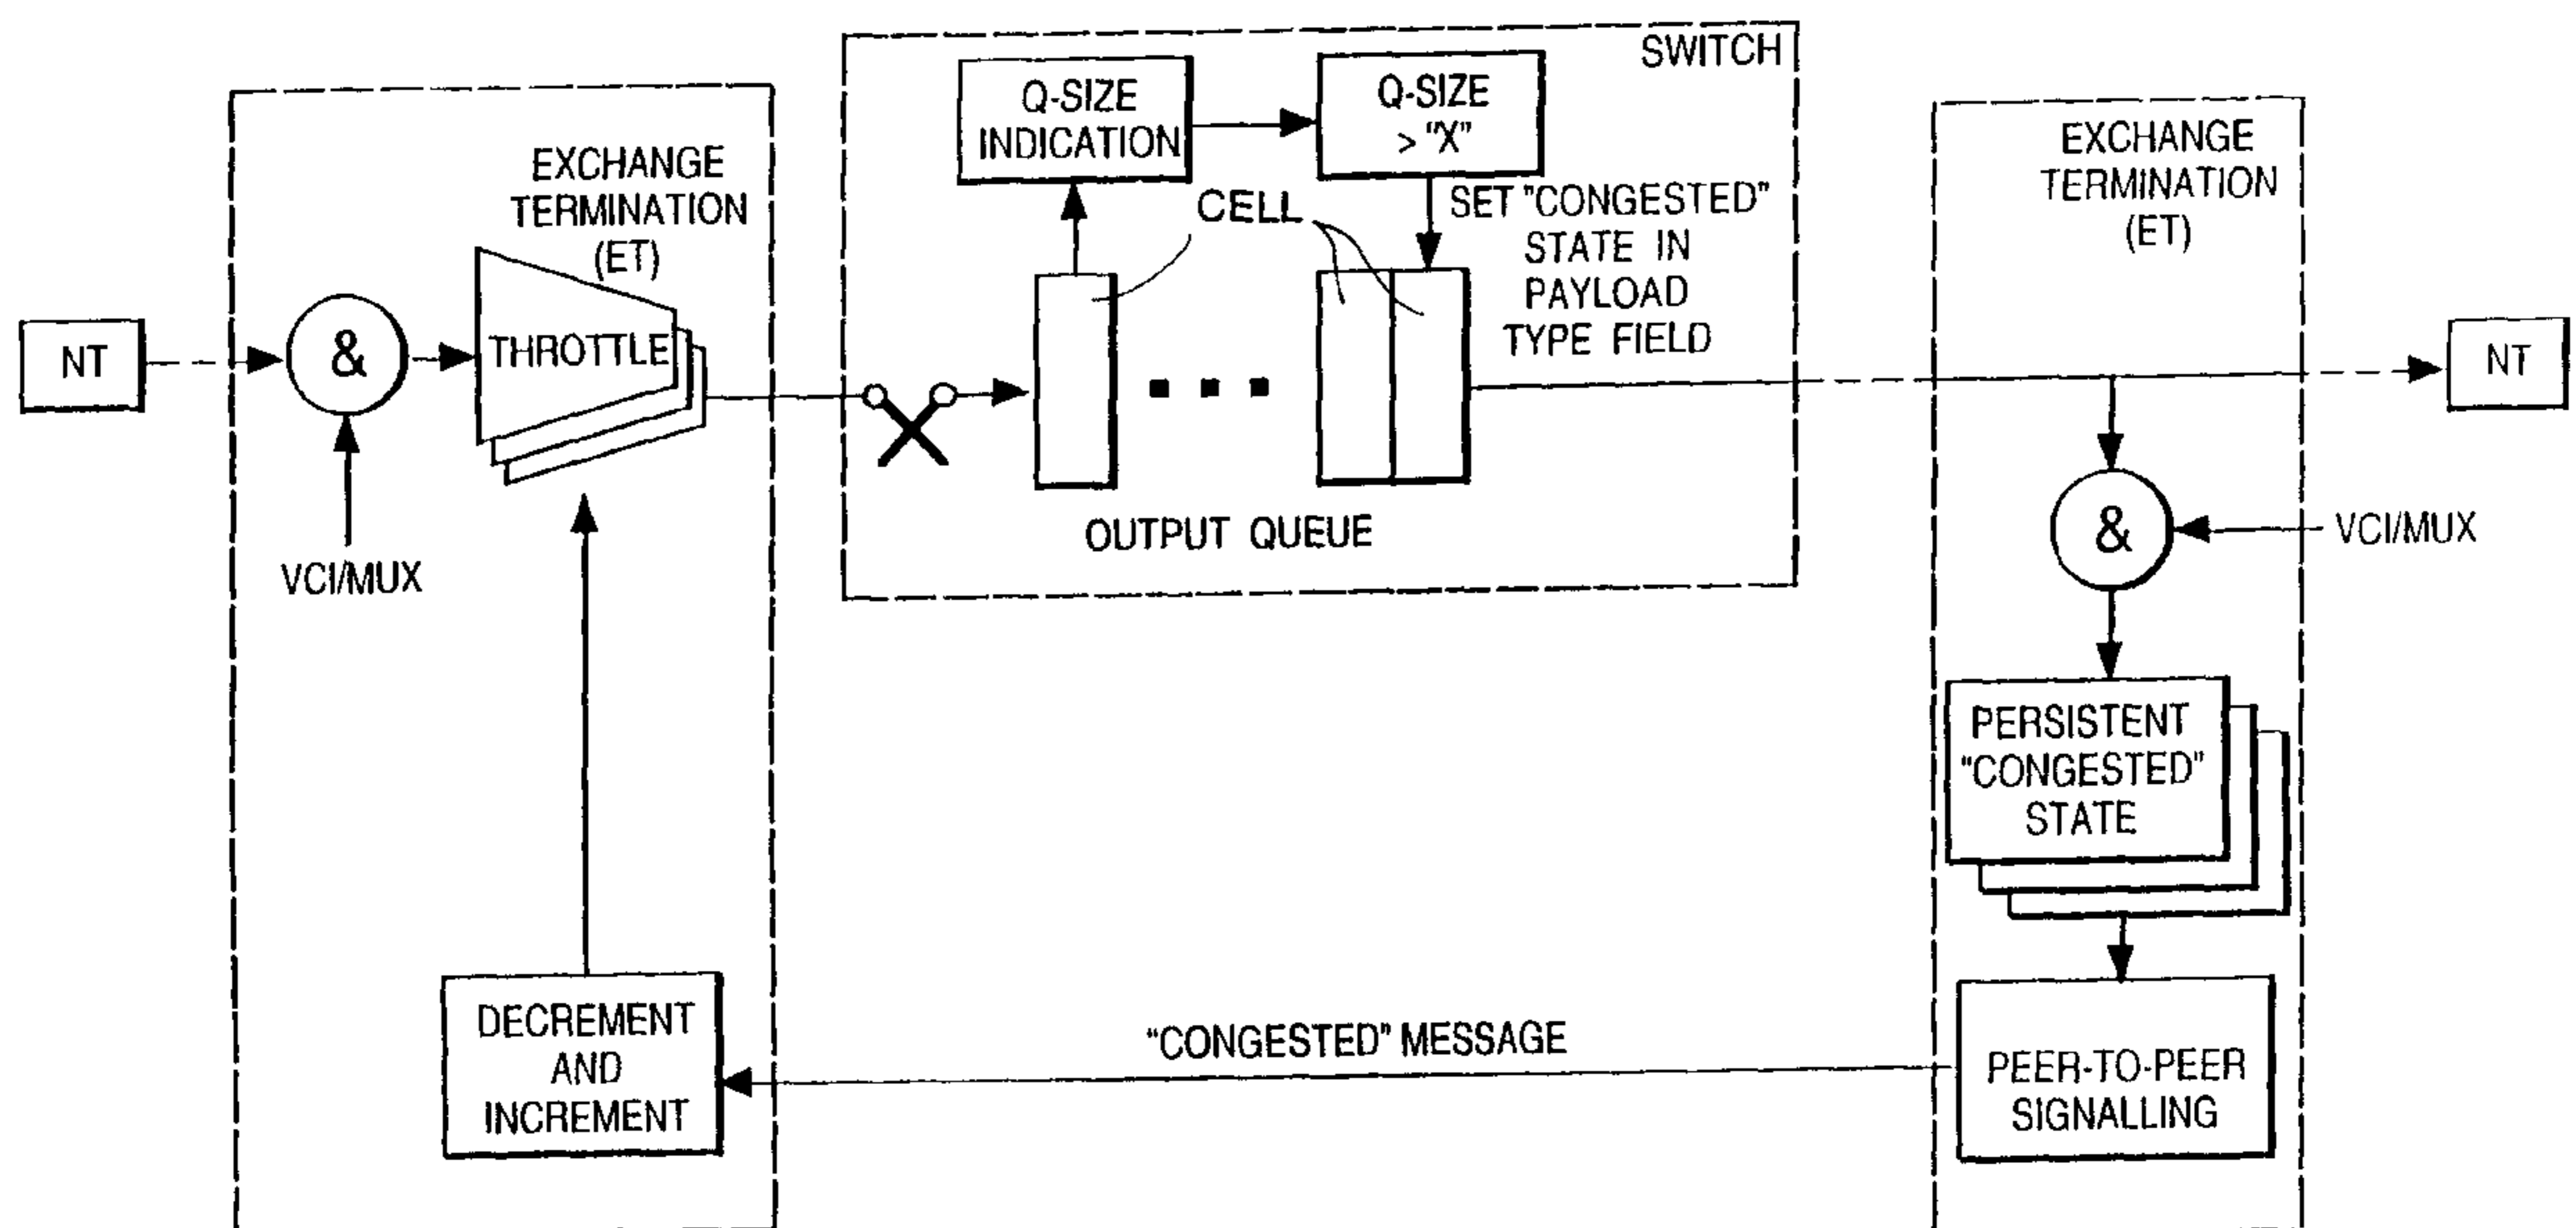 NT
&
VCI/MUX
EXCHANGE
TERMINATION
(ET)
THROTTLE
DECREMENT
AND
INCREMENT
SWITCH
Q-SIZE
INDICATION
Q-SIZE
> "X"
CELL
SET "CONGESTED"
STATE IN
PAYLOAD
TYPE FIELD
OUTPUT QUEUE
"CONGESTED" MESSAGE
EXCHANGE
TERMINATION
(ET)
NT
&
VCI/MUX
PERSISTENT
"CONGESTED"
STATE
PEER-TO-PEER
SIGNALLING